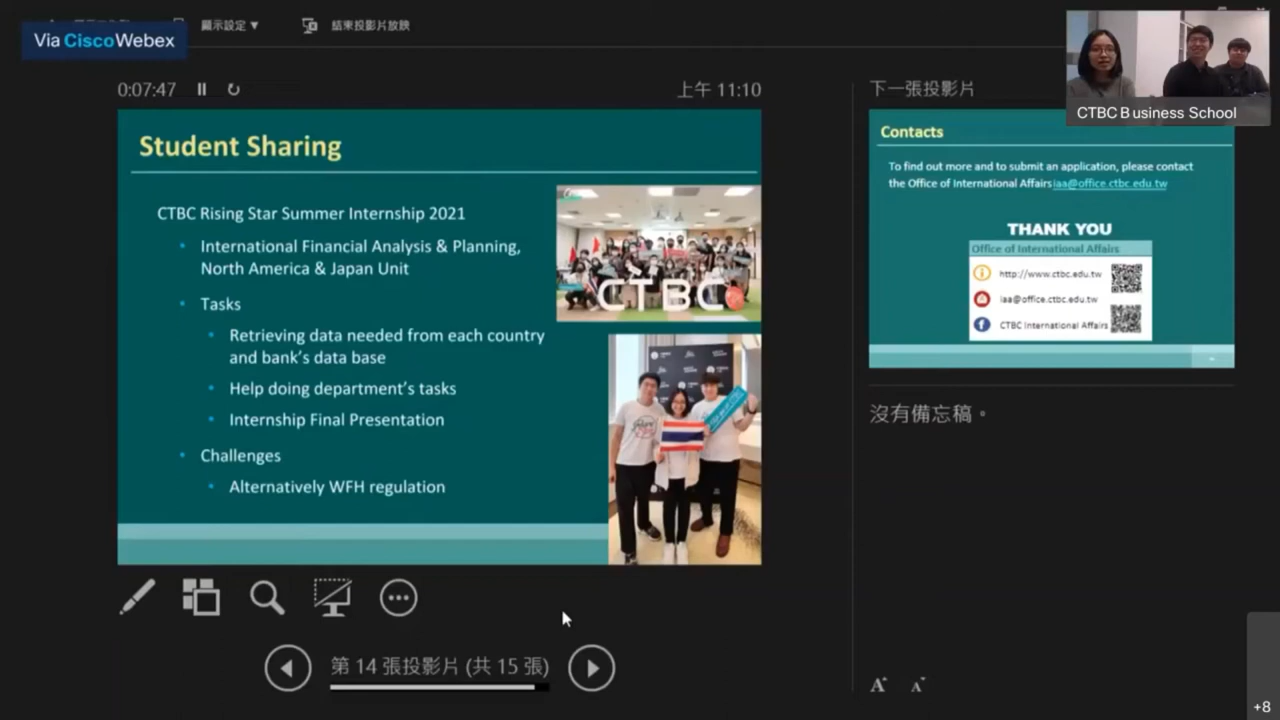 顯示設定 ▼
結束投影片放映
Via CiscoWebex
0:07:47
上午 11:10
下一張投影片
CTBC Business School
Student Sharing
CTBC Rising Star Summer Internship 2021
International Financial Analysis & Planning,
North America & Japan Unit
Tasks
Retrieving data needed from each country
and bank's data base
Help doing department's tasks
Internship Final Presentation
Challenges
Alternatively WFH regulation
CTBC
Contacts
To find out more and to submit an application, please contact
the Office of International Affairs iaa@office.ctbc.edu.tw
THANK YOU
Office of International Affairs
http://www.ctbc.edu.tw
iaa@office.ctbc.edu.tw
CTBC International Affairs
沒有備忘稿。
第 14 張投影片 (共 15 張)
A A
+8